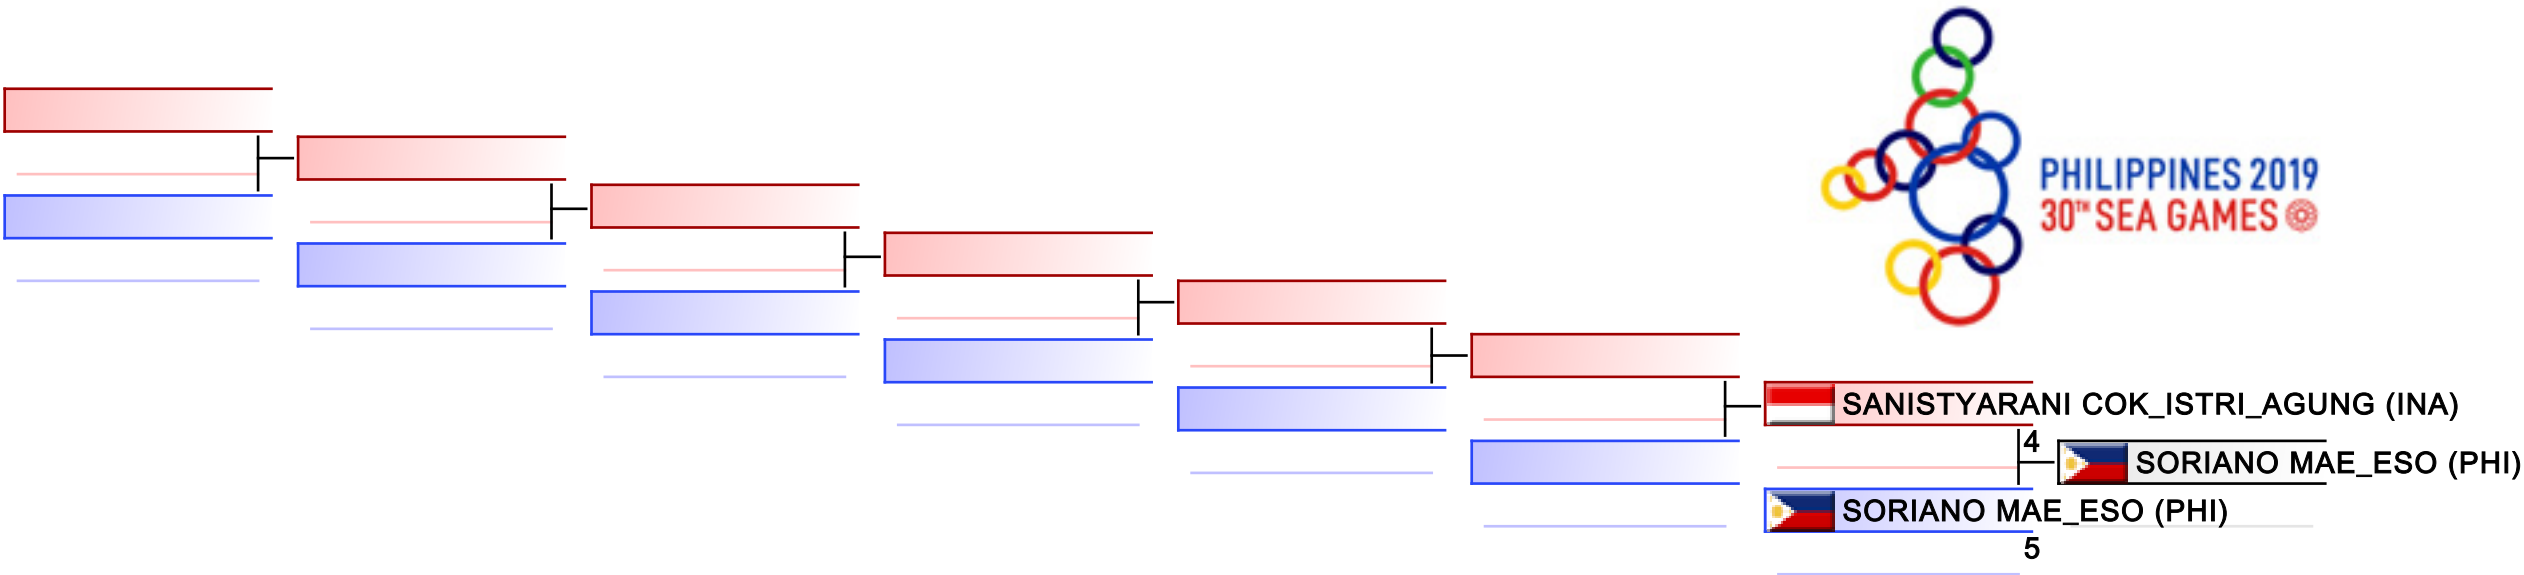 PHILIPPINES 2019
30TH SEA GAMES
SANISTYARANI COK_ISTRI_AGUNG (INA)
4
SORIANO MAE_ESO (PHI)
SORIANO MAE_ESO (PHI)
5